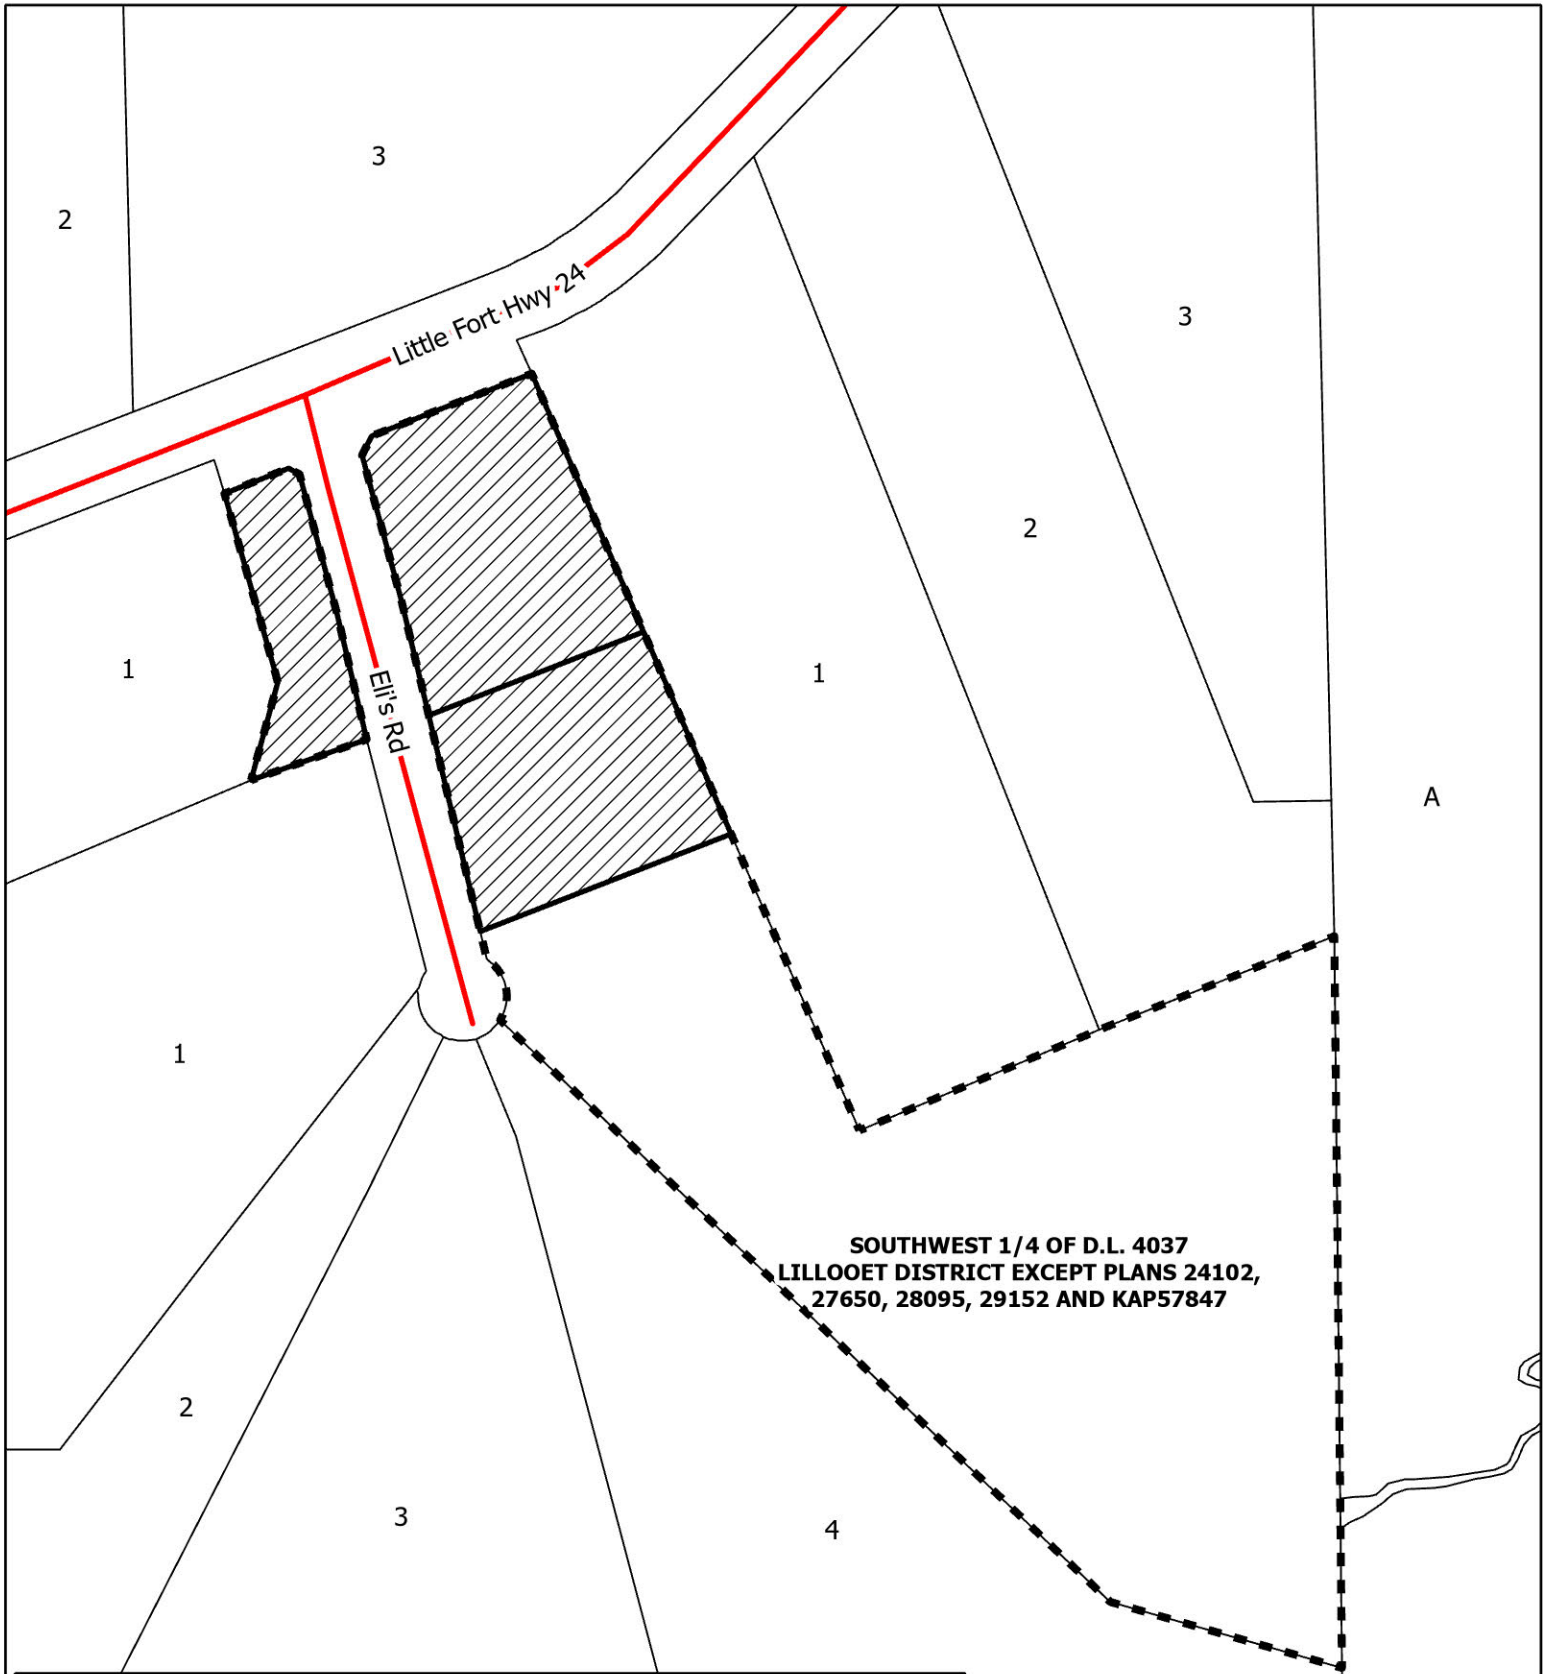 3
2
Little Fort Hwy 24
3
2
1
1
Eli's Rd
A
1
SOUTHWEST 1/4 OF D.L. 4037
LILLOOET DISTRICT EXCEPT PLANS 24102,
27650, 28095, 29152 AND KAP57847
2
3
4